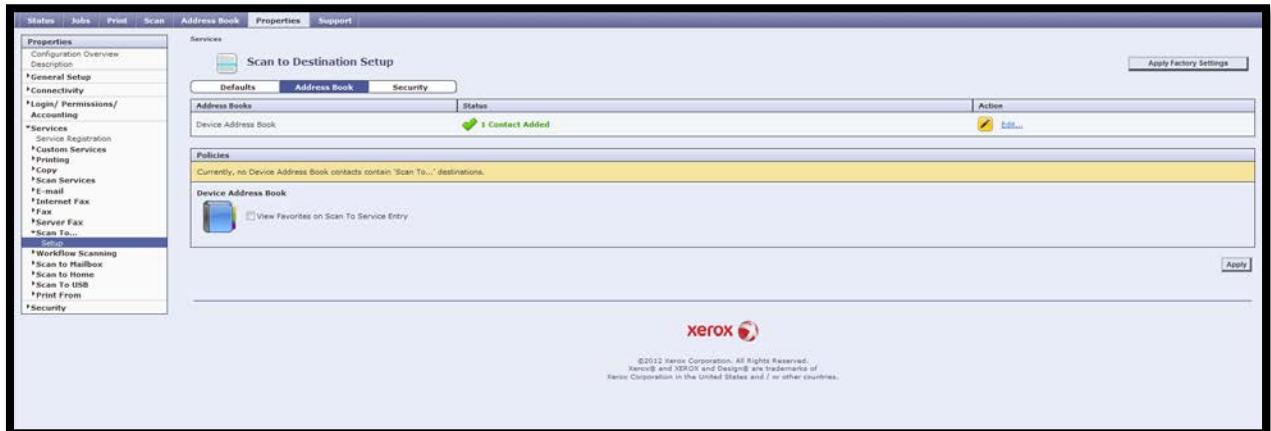 Status Jobs Print Scan Address Book Properties Support
Properties
Configuration Overview
Description
General Setup
Connectivity
Login/ Permissions/
Accounting
Services
Service Registration
Custom Services
Printing
Copy
Scan Services
E-mail
Internet Fax
Fax
Server Fax
Scan To...
Setup
Workflow Scanning
Scan to Mailbox
Scan to Home
Scan To USB
Print From
Security
Services
Scan to Destination Setup
Apply Factory Settings
Defaults Address Book Security
Address Books Status Action
Device Address Book 1 Contact Added Edit...
Policies
Currently, no Device Address Book contacts contain 'Scan To...' destinations.
Device Address Book
View Favorites on Scan To Service Entry
Apply
xerox
©2012 Xerox Corporation. All Rights Reserved.
Xerox® and XEROX and Design® are trademarks of
Xerox Corporation in the United States and / or other countries.